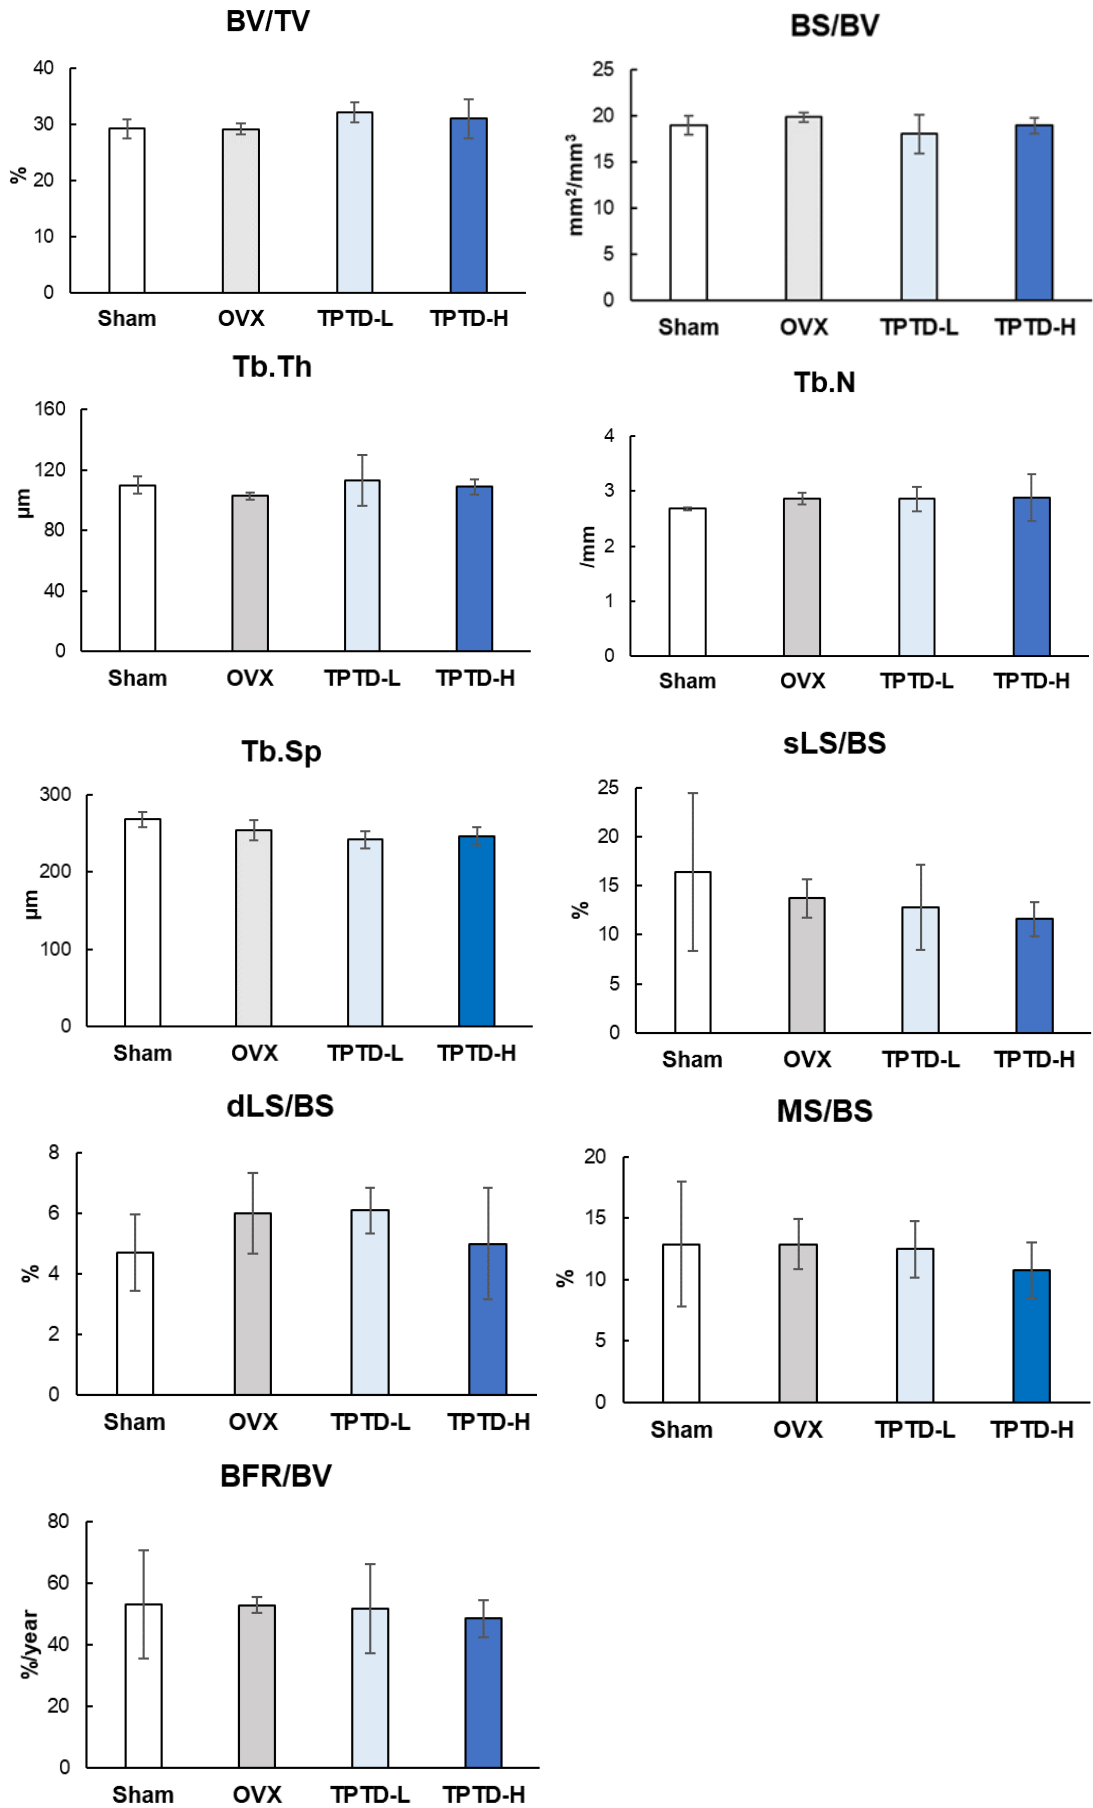 BV/TV
40
30
20
10
0
%
Sham OVX TPTD-L TPTD-H
BS/BV
25
20
15
10
5
0
mm²/mm³
Sham OVX TPTD-L TPTD-H
Tb.Th
160
120
80
40
0
µm
Sham OVX TPTD-L TPTD-H
Tb.N
4
3
2
1
0
/mm
Sham OVX TPTD-L TPTD-H
Tb.Sp
300
200
100
0
µm
Sham OVX TPTD-L TPTD-H
sLS/BS
25
20
15
10
5
0
%
Sham OVX TPTD-L TPTD-H
dLS/BS
8
6
4
2
0
%
Sham OVX TPTD-L TPTD-H
MS/BS
20
15
10
5
0
%
Sham OVX TPTD-L TPTD-H
BFR/BV
80
60
40
20
0
%/year
Sham OVX TPTD-L TPTD-H